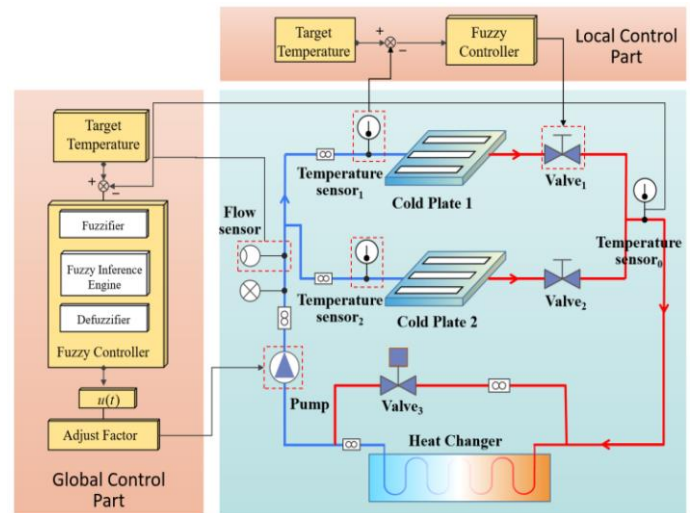 Target
Temperature
+
−
Fuzzy
Controller
Local Control
Part
Target
Temperature
+
−
Fuzzifier
Fuzzy Inference
Engine
Defuzzifier
Fuzzy Controller
u(t)
Adjust Factor
Global Control
Part
Flow
sensor
Temperature
sensor1
Cold Plate 1
Valve1
Temperature
sensor0
Temperature
sensor2
Cold Plate 2
Valve2
Pump
Valve3
Heat Changer